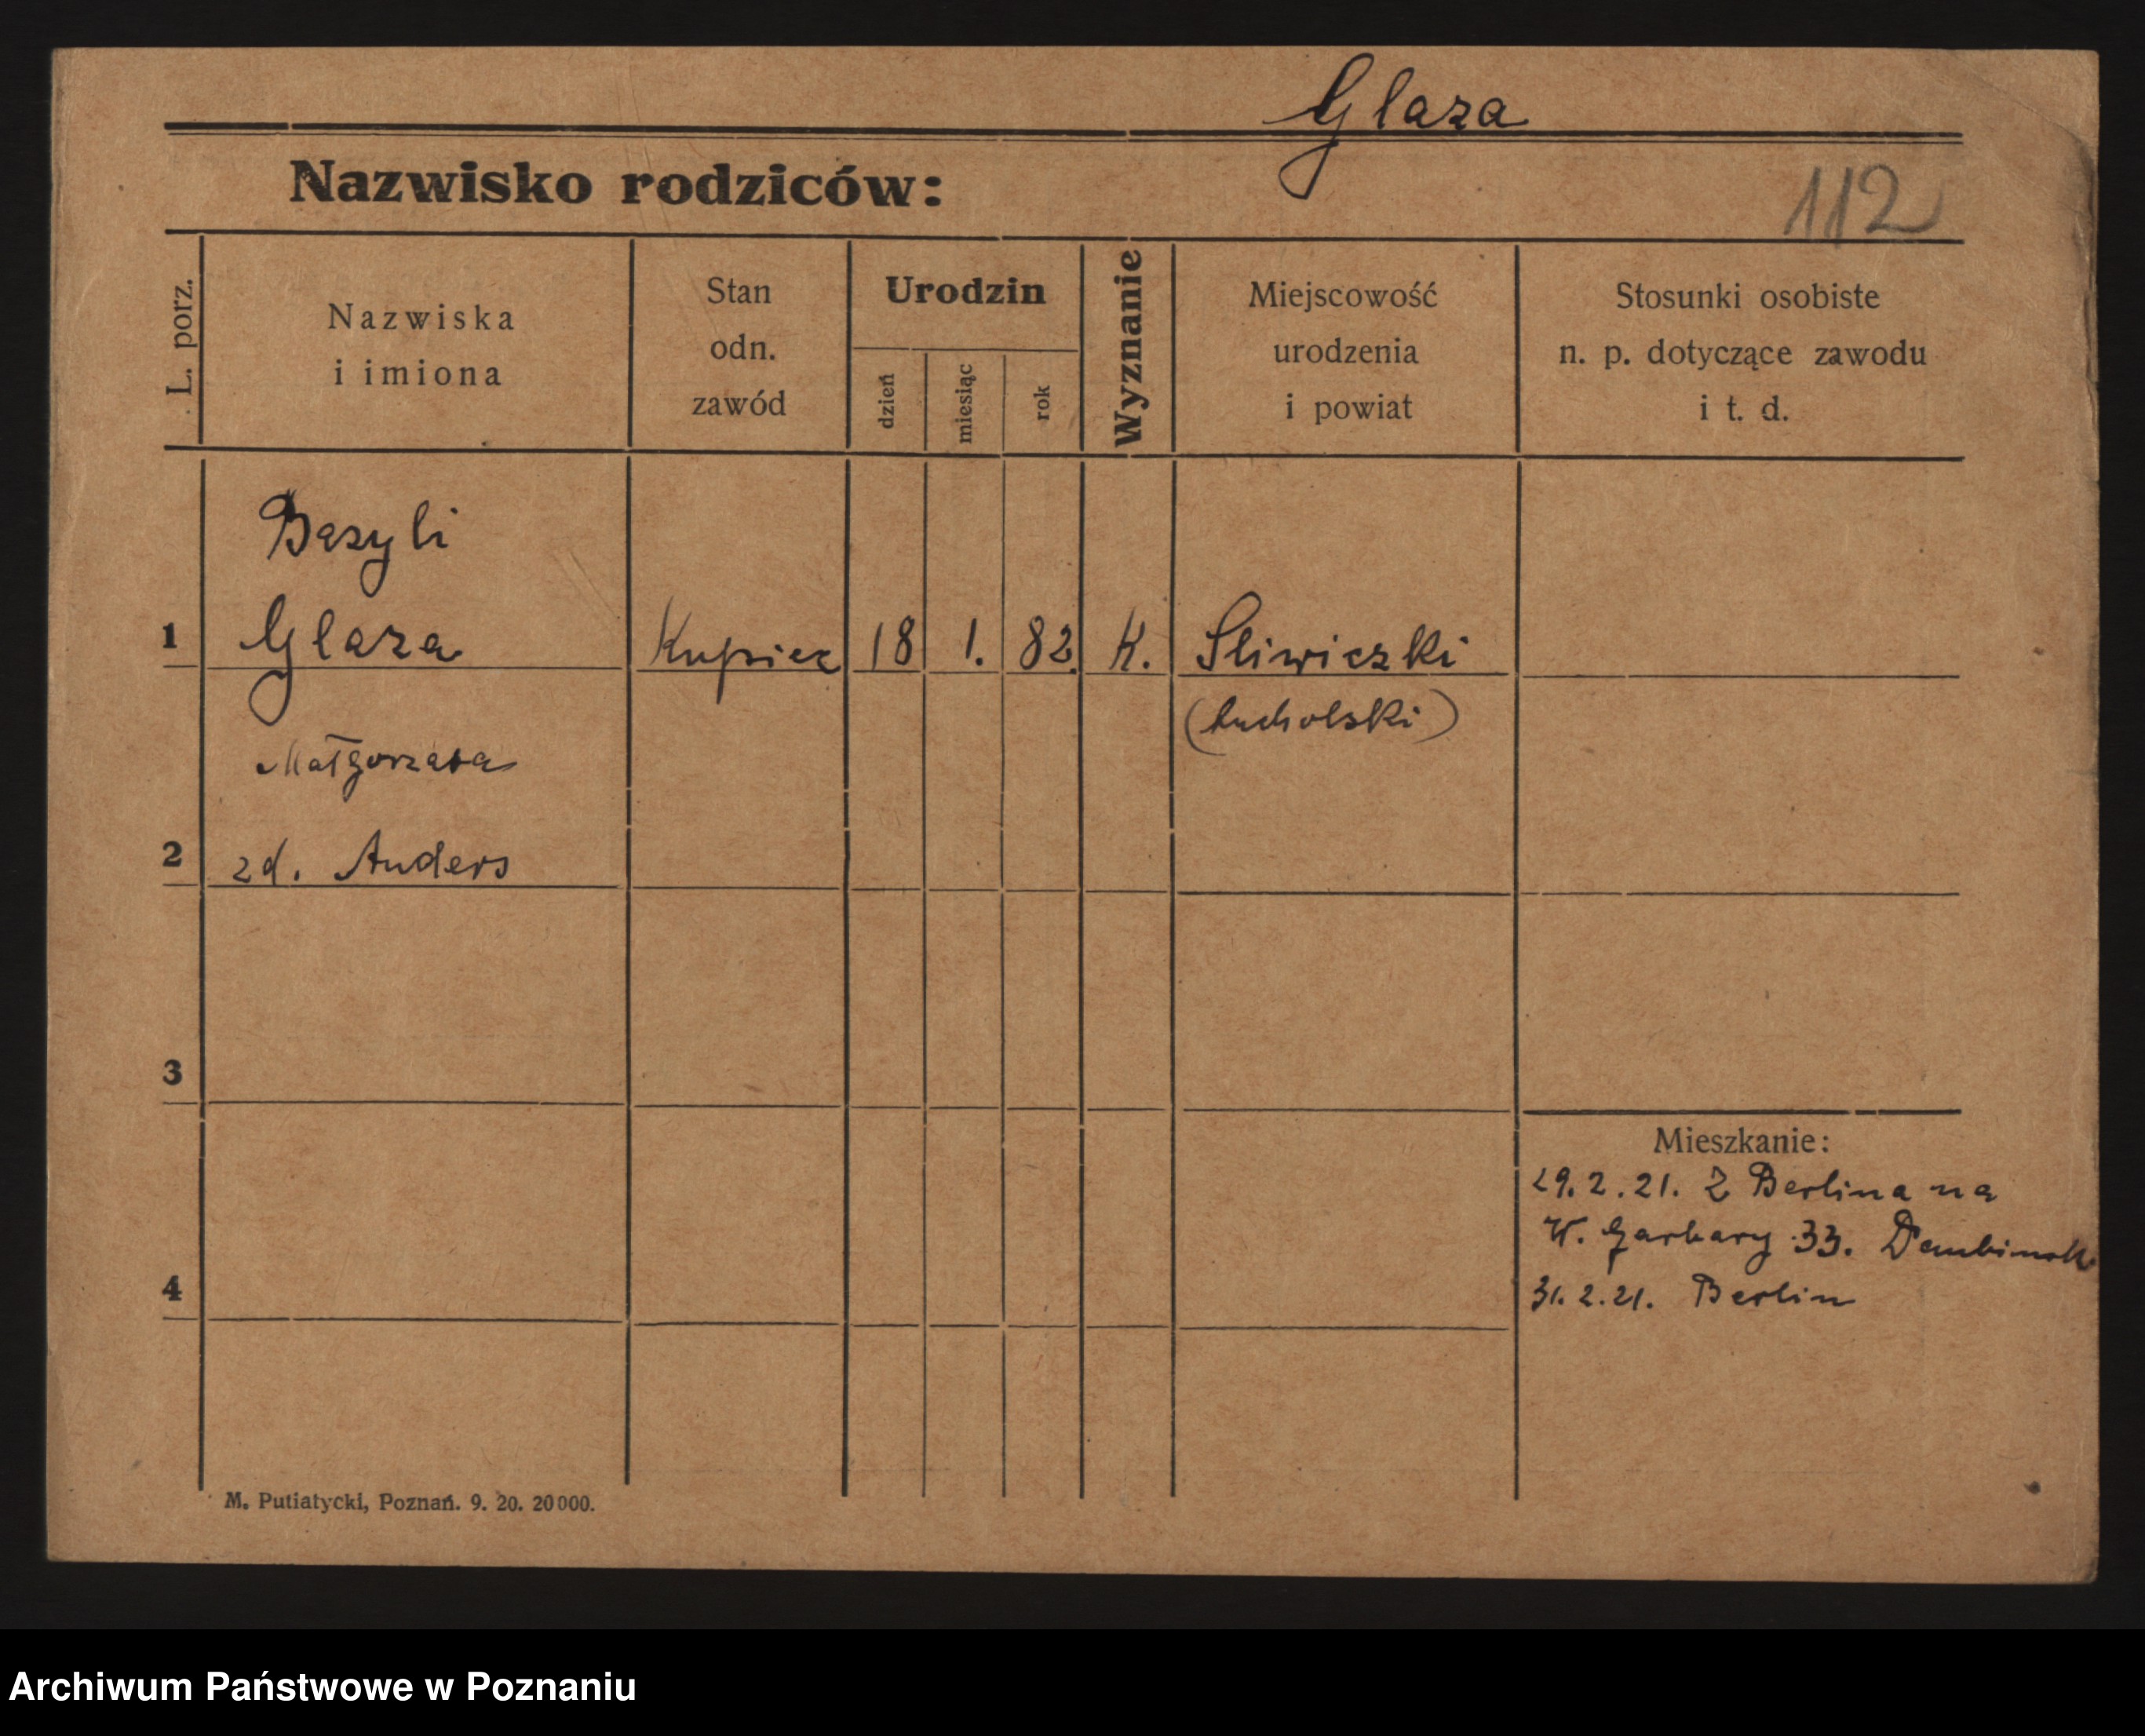 Glaza
Nazwisko rodziców:
112
L. porz.
Nazwiska
i imiona
Stan
odn.
zawód
Urodzin
dzień
miesiąc
rok
Wyznanie
Miejscowość
urodzenia
i powiat
Stosunki osobiste
n. p. dotyczące zawodu
i t. d.
Bazyli
1 Glaza Kupiec 18 1. 82. K. Sliwiczki
(tucholski)
Małgorzata
2 zd. Anders
3
Mieszkanie:
29.2.21. Z Berlina na
W. Garbary 33.
4
31.2.21. Berlin
M. Putiatycki, Poznań. 9. 20. 20000.
Archiwum Państwowe w Poznaniu